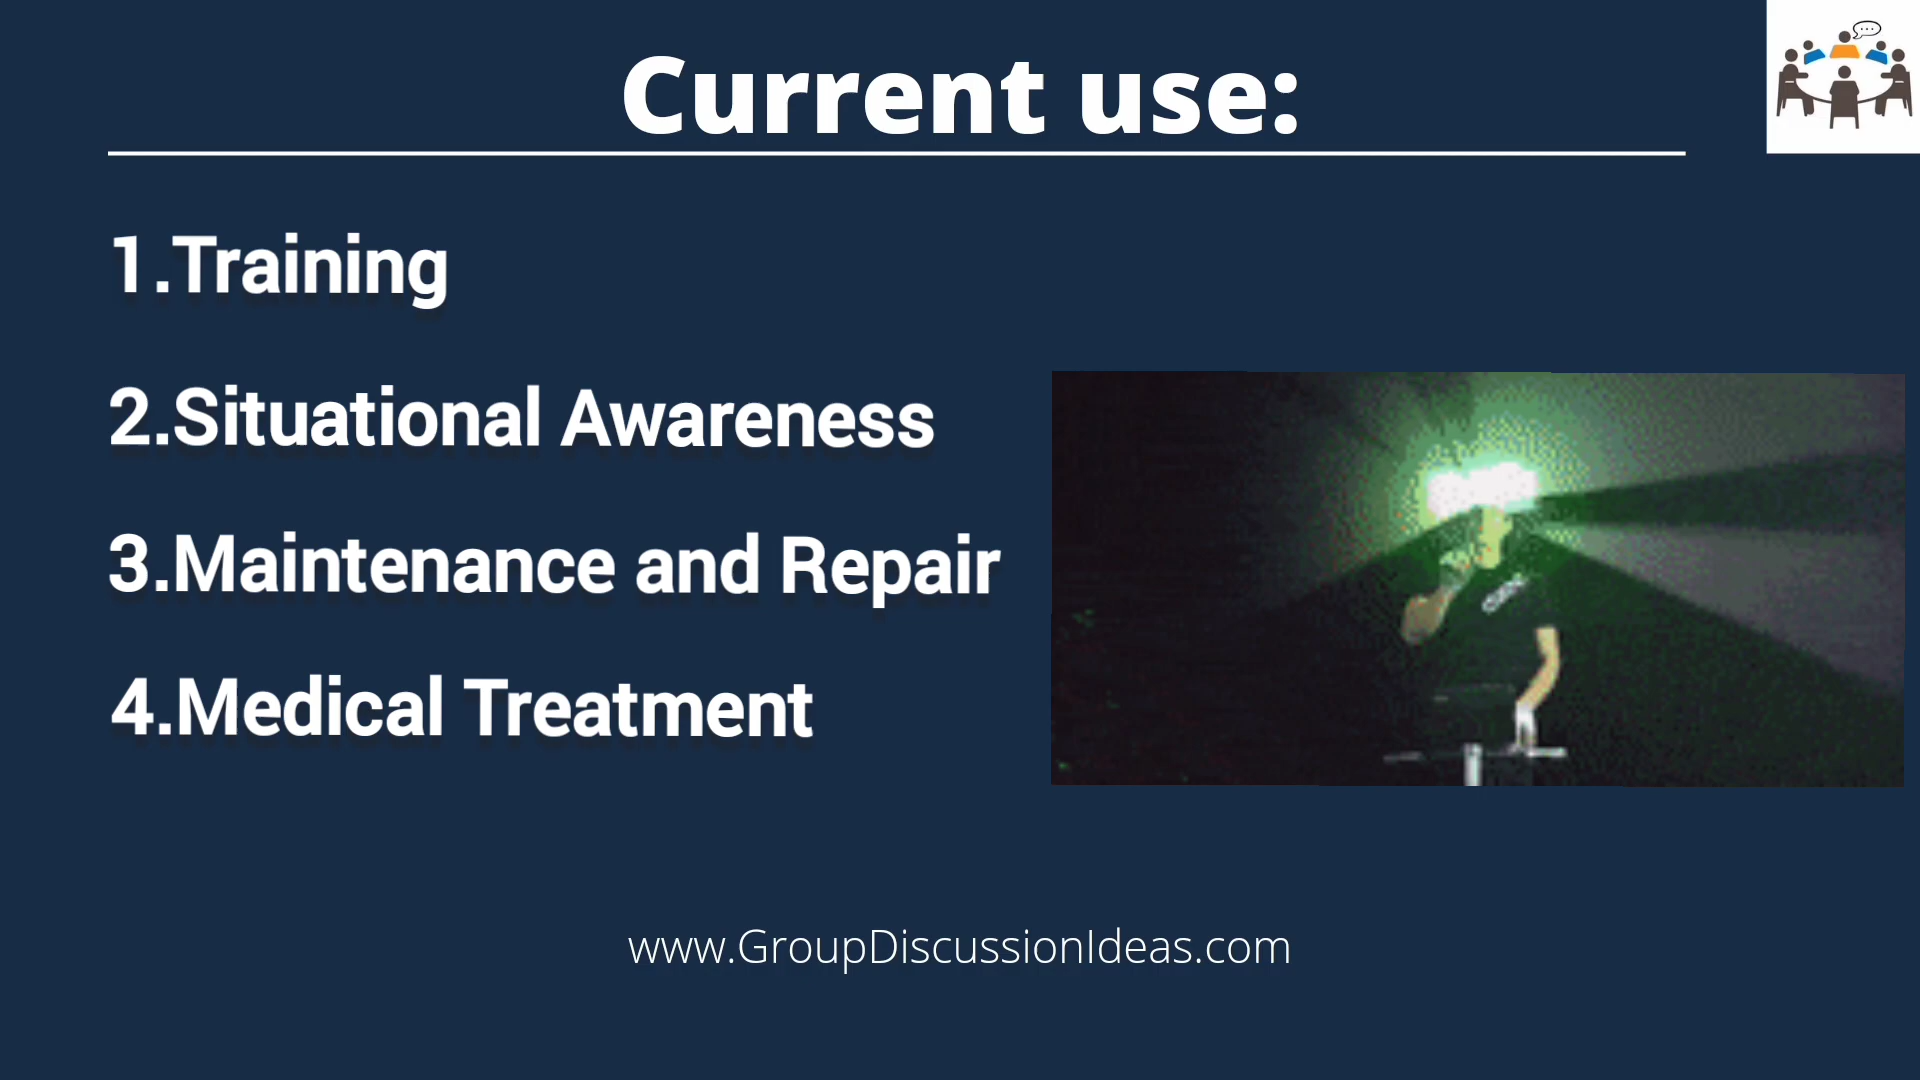 Current use:
1.Training
2.Situational Awareness
3.Maintenance and Repair
4.Medical Treatment
www.GroupDiscussionIdeas.com